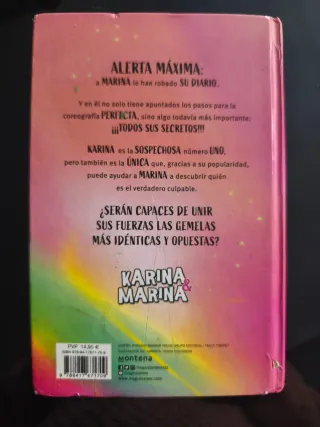 ALERTA MÁXIMA:
a MARINA le han robado SU DIARIO.
Y en él no solo tiene apuntados los pasos para la
coreografía PERFECTA, sino algo todavía más importante:
¡¡¡TODOS SUS SECRETOS!!!
KARINA es la SOSPECHOSA número UNO,
pero también es la ÚNICA que, gracias a su popularidad,
puede ayudar a MARINA a descubrir quién
es el verdadero culpable.
¿SERÁN CAPACES DE UNIR
SUS FUERZAS LAS GEMELAS
MÁS IDÉNTICAS Y OPUESTAS?
KARINA
&
MARINA
montena